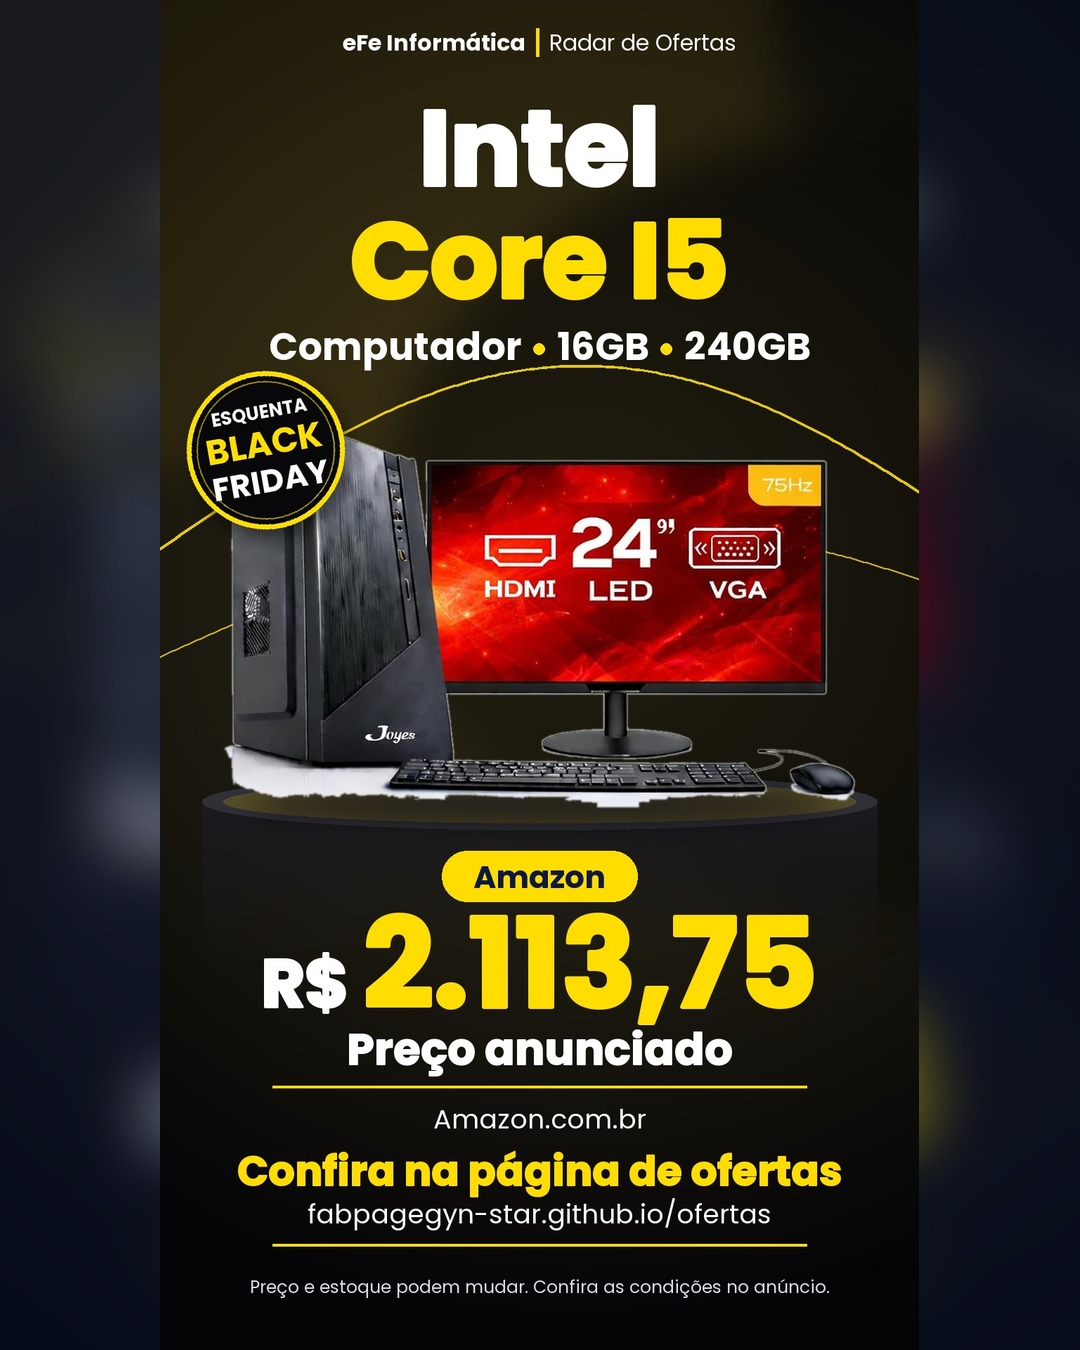 eFe Informática | Radar de Ofertas
Intel
Core I5
Computador • 16GB • 240GB
ESQUENTA
BLACK
FRIDAY
75Hz
24"
HDMI LED VGA
Joyes
Amazon
R$ 2.113,75
Preço anunciado
Amazon.com.br
Confira na página de ofertas
fabpagegyn-star.github.io/ofertas
Preço e estoque podem mudar. Confira as condições no anúncio.